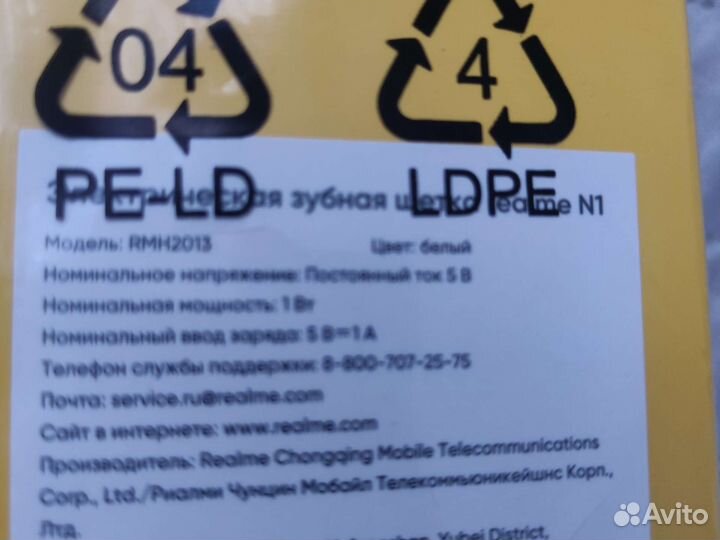 04
4
PE-LD
LDPE
Электрическая зубная щетка realme N1
Модель: RMH2013
Цвет: белый
Номинальное напряжение: Постоянный ток 5 В
Номинальная мощность: 1 Вт
Номинальный ввод заряда: 5 В=1 А
Телефон службы поддержки: 8-800-707-25-75
Почта: service.ru@realme.com
Сайт в интернете: www.realme.com
Производитель: Realme Chongqing Mobile Telecommunications
Corp., Ltd./Риалми Чунцин Мобайл Телекоммьюникейшнс Корп.,
Лтд.
Yubei District,
Avito